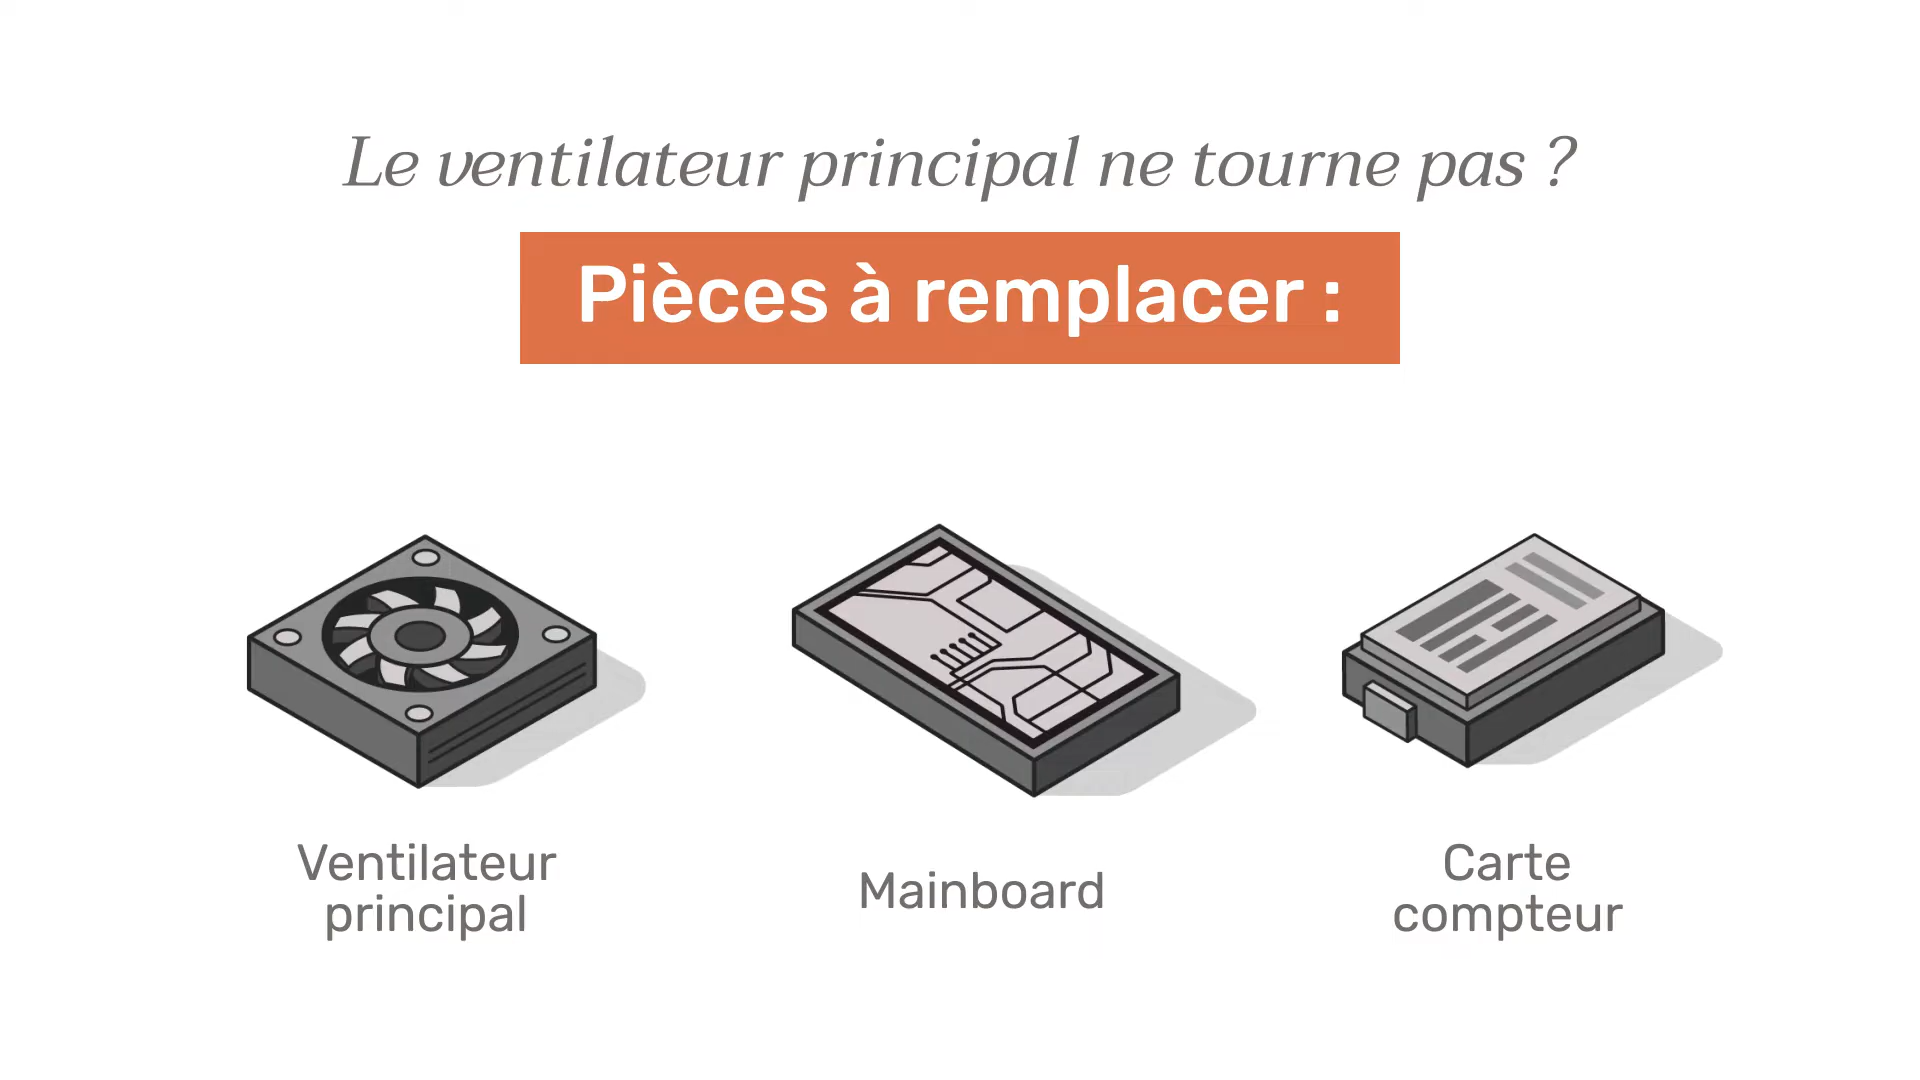 Le ventilateur principal ne tourne pas ?
Pièces à remplacer :
Ventilateur
principal
Mainboard
Carte
compteur